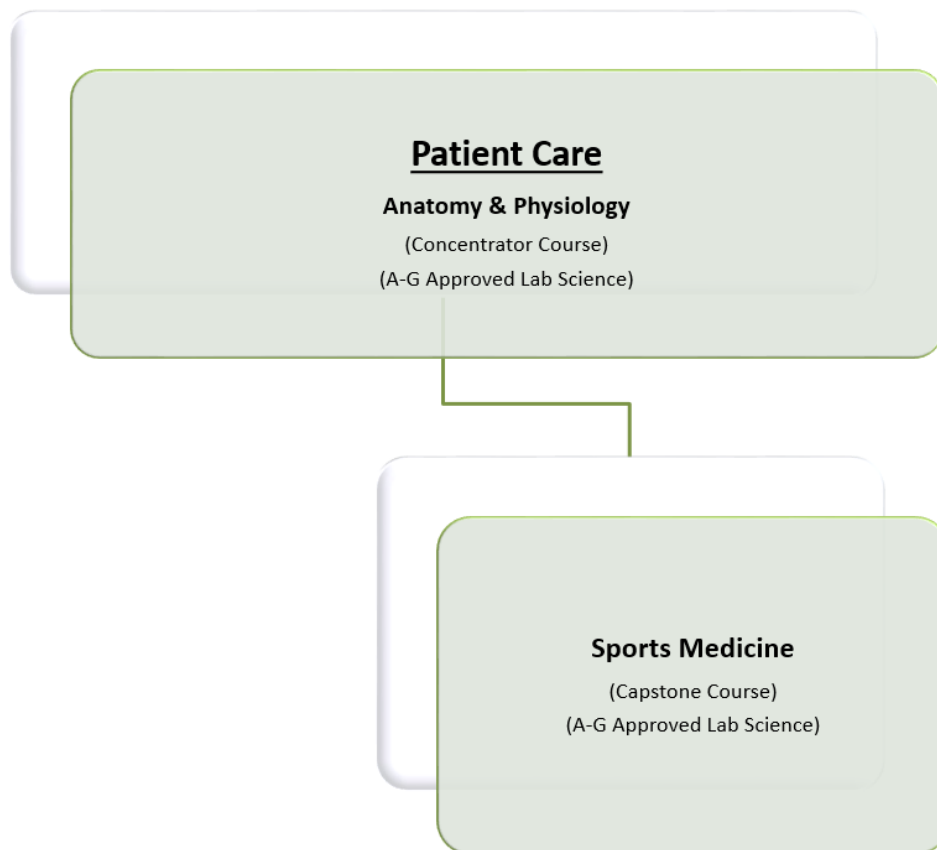 Patient Care
Anatomy & Physiology
(Concentrator Course)
(A-G Approved Lab Science)
Sports Medicine
(Capstone Course)
(A-G Approved Lab Science)